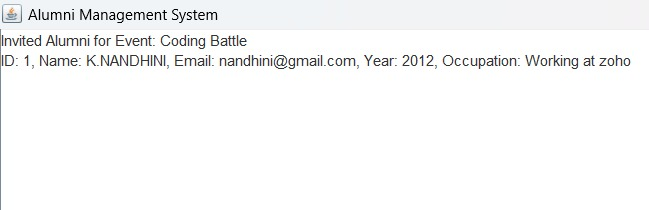 Alumni Management System
Invited Alumni for Event: Coding Battle
ID: 1, Name: K.NANDHINI, Email: nandhini@gmail.com, Year: 2012, Occupation: Working at zoho